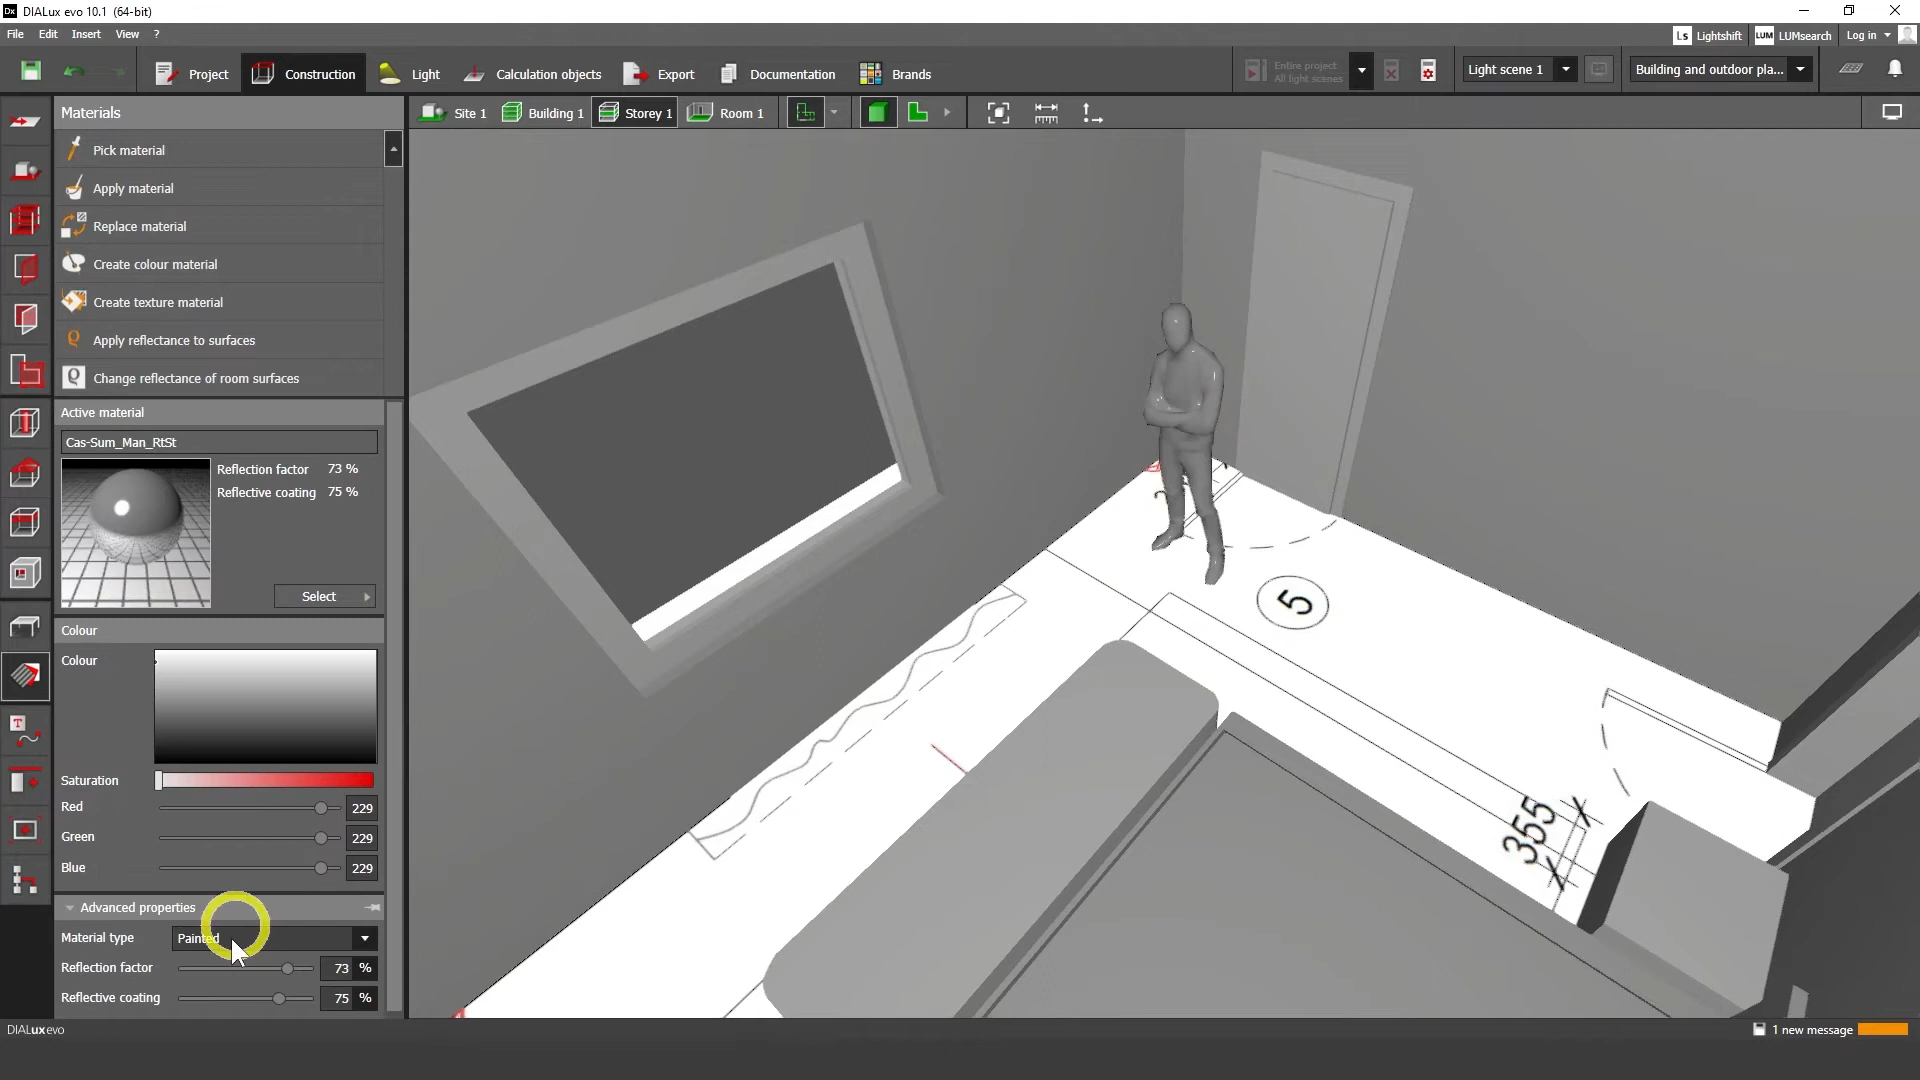 Dx DIALux evo 10.1 (64-bit)
File Edit Insert View ?
Ls Lightshift LUM LUMsearch Log in
Project Construction Light Calculation objects Export Documentation Brands
Entire project
All light scenes
Light scene 1
Building and outdoor pla...
Materials
Site 1 Building 1 Storey 1 Room 1
Pick material
Apply material
Replace material
Create colour material
Create texture material
Apply reflectance to surfaces
Change reflectance of room surfaces
Active material
Cas-Sum_Man_RtSt
Reflection factor 73 %
Reflective coating 75 %
Select
Colour
Colour
Saturation
Red 229
Green 229
Blue 229
Advanced properties
Material type Painted
Reflection factor 73 %
Reflective coating 75 %
5
355
DIALux evo
1 new message